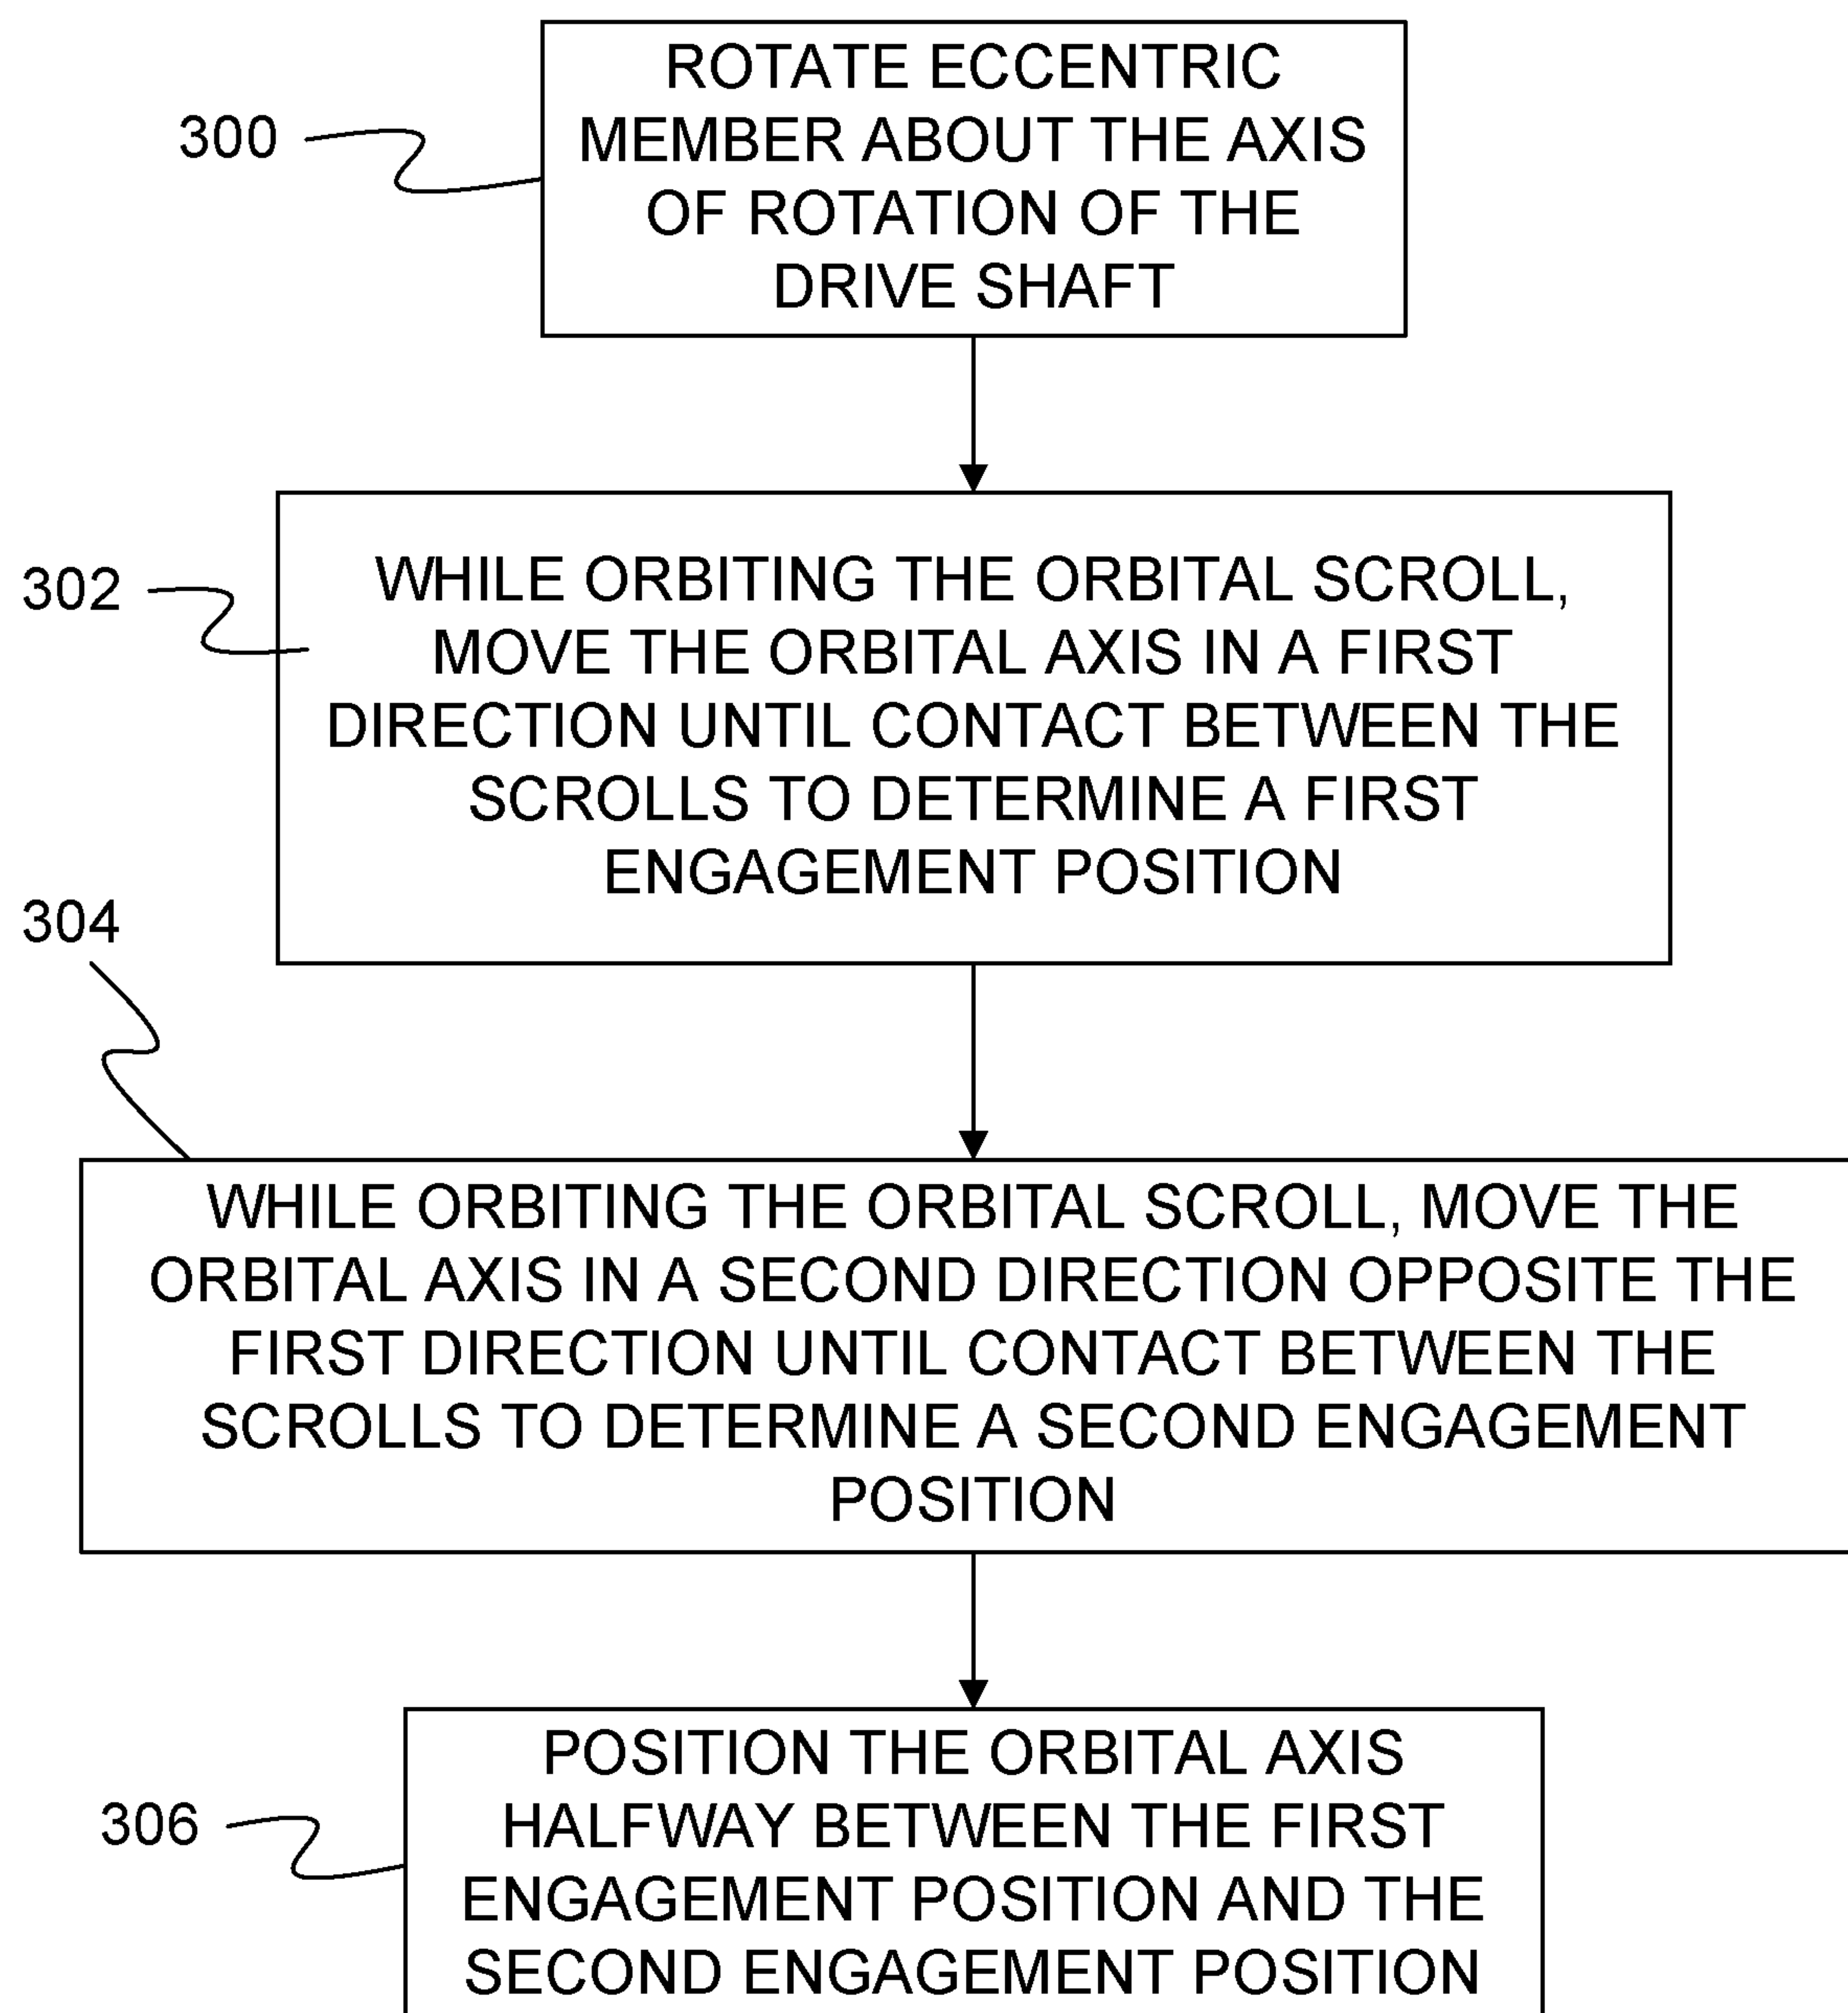 300
ROTATE ECCENTRIC
MEMBER ABOUT THE AXIS
OF ROTATION OF THE
DRIVE SHAFT
302
WHILE ORBITING THE ORBITAL SCROLL,
MOVE THE ORBITAL AXIS IN A FIRST
DIRECTION UNTIL CONTACT BETWEEN THE
SCROLLS TO DETERMINE A FIRST
ENGAGEMENT POSITION
304
WHILE ORBITING THE ORBITAL SCROLL, MOVE THE
ORBITAL AXIS IN A SECOND DIRECTION OPPOSITE THE
FIRST DIRECTION UNTIL CONTACT BETWEEN THE
SCROLLS TO DETERMINE A SECOND ENGAGEMENT
POSITION
306
POSITION THE ORBITAL AXIS
HALFWAY BETWEEN THE FIRST
ENGAGEMENT POSITION AND THE
SECOND ENGAGEMENT POSITION